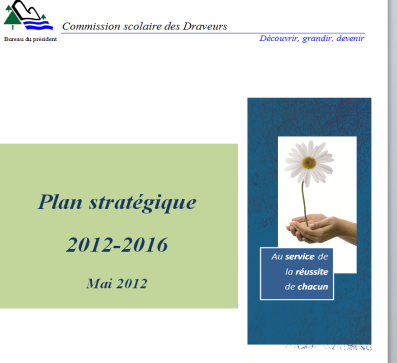 Commission scolaire des Draveurs
Bureau du président
Découvrir, grandir, devenir
Plan stratégique
2012-2016
Mai 2012
Au service de
la réussite
de chacun